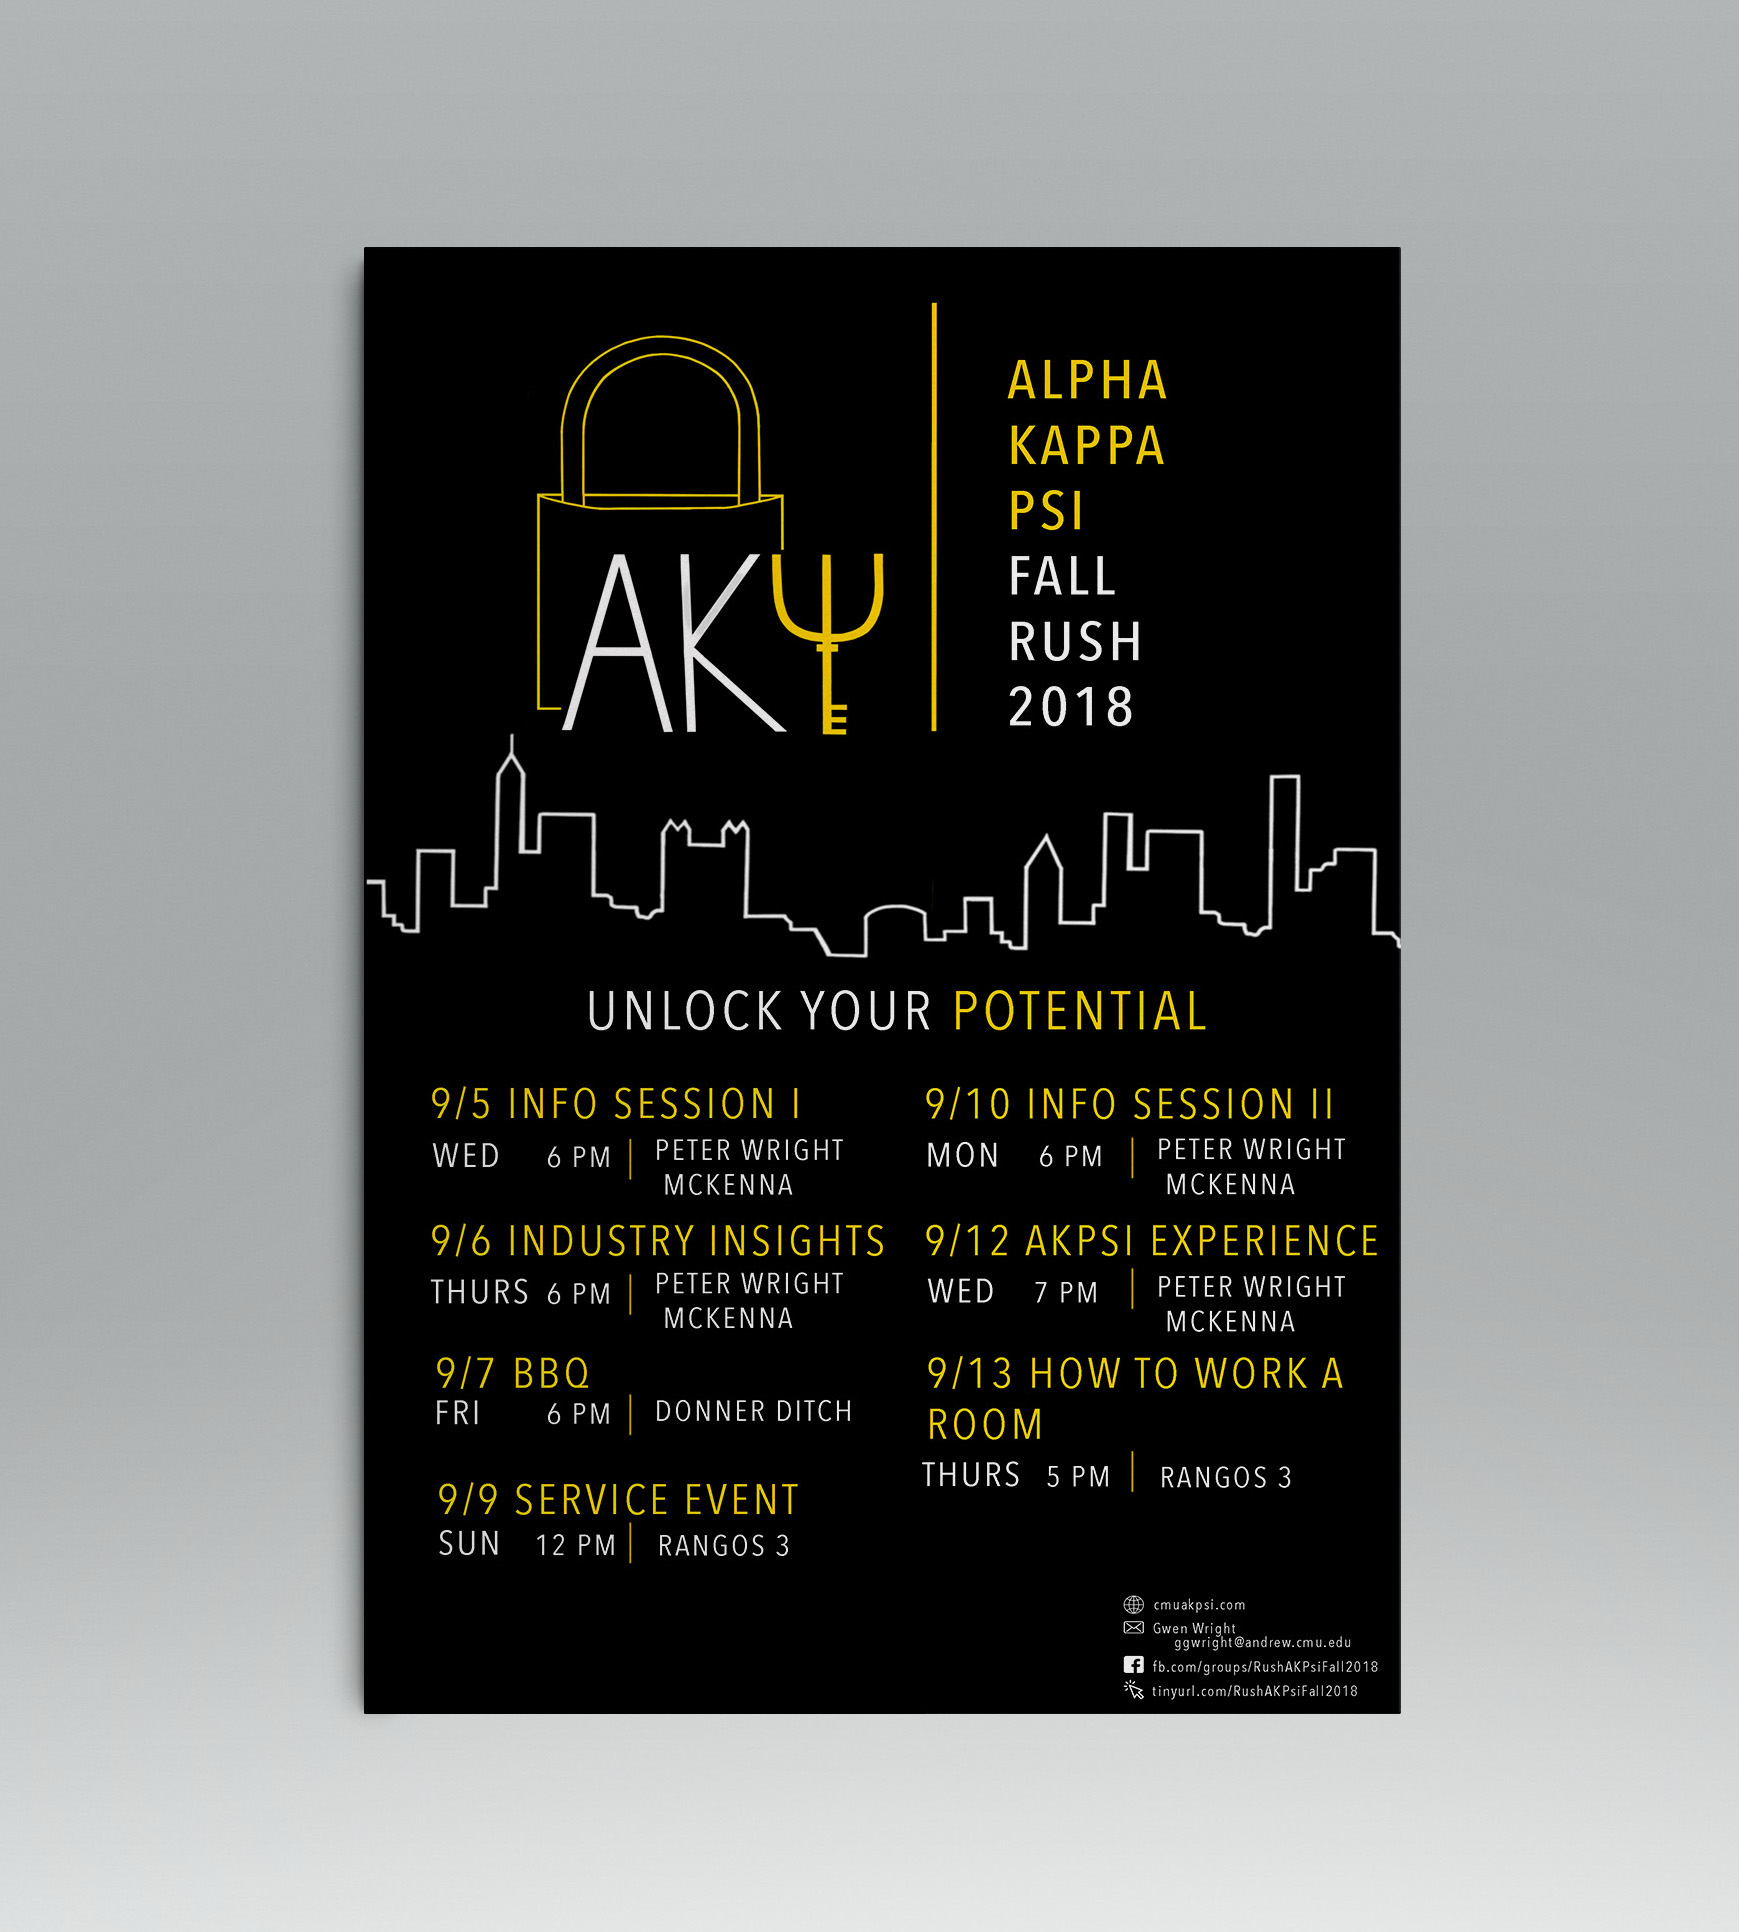 AKΨ
ALPHA
KAPPA
PSI
FALL
RUSH
2018
UNLOCK YOUR POTENTIAL
9/5 INFO SESSION I
WED 6 PM PETER WRIGHT
MCKENNA
9/6 INDUSTRY INSIGHTS
THURS 6 PM PETER WRIGHT
MCKENNA
9/7 BBQ
FRI 6 PM DONNER DITCH
9/9 SERVICE EVENT
SUN 12 PM RANGOS 3
9/10 INFO SESSION II
MON 6 PM PETER WRIGHT
MCKENNA
9/12 AKPSI EXPERIENCE
WED 7 PM PETER WRIGHT
MCKENNA
9/13 HOW TO WORK A
ROOM
THURS 5 PM RANGOS 3
cmuakpsi.com
Gwen Wright
ggwright@andrew.cmu.edu
fb.com/groups/RushAKPsiFall2018
tinyurl.com/RushAKPsiFall2018